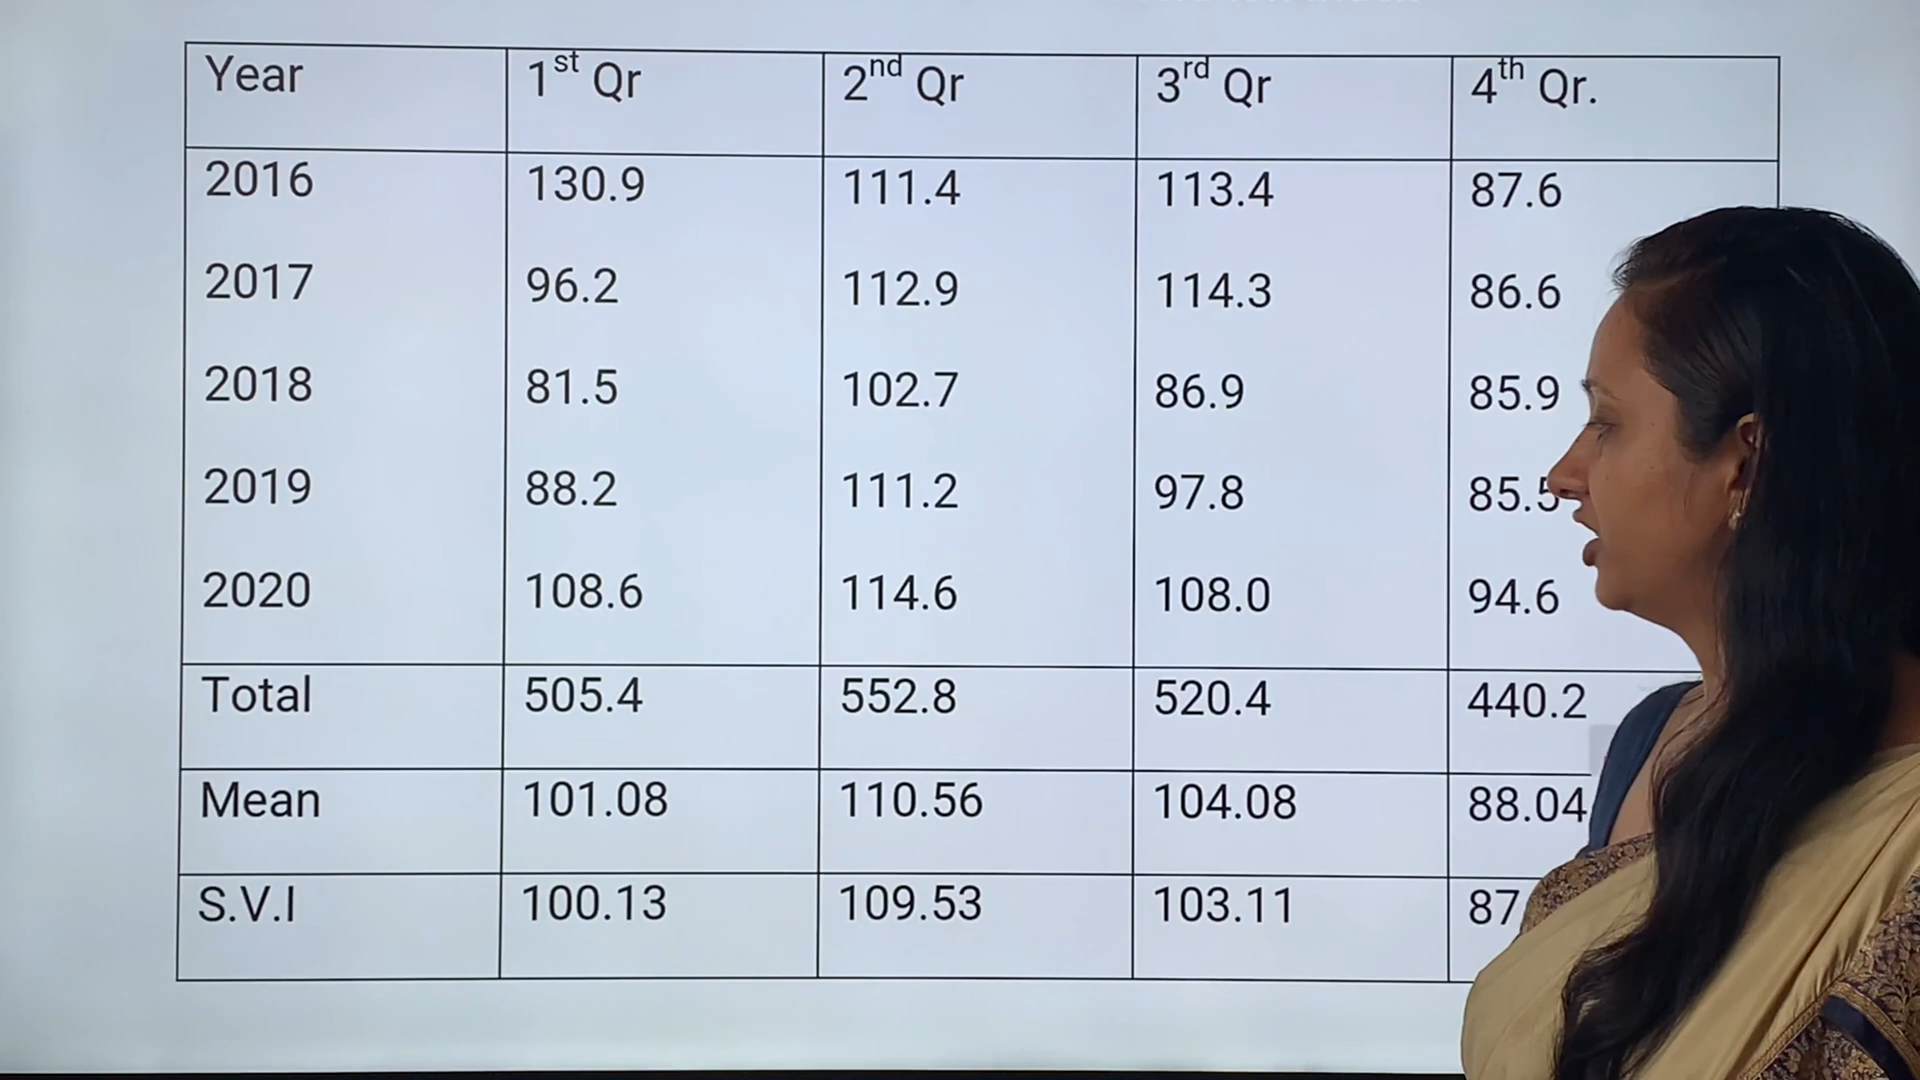 Year 1st Qr 2nd Qr 3rd Qr 4th Qr.
2016 130.9 111.4 113.4 87.6
2017 96.2 112.9 114.3 86.6
2018 81.5 102.7 86.9 85.9
2019 88.2 111.2 97.8 85.5
2020 108.6 114.6 108.0 94.6
Total 505.4 552.8 520.4 440.2
Mean 101.08 110.56 104.08 88.04
S.V.I 100.13 109.53 103.11 87